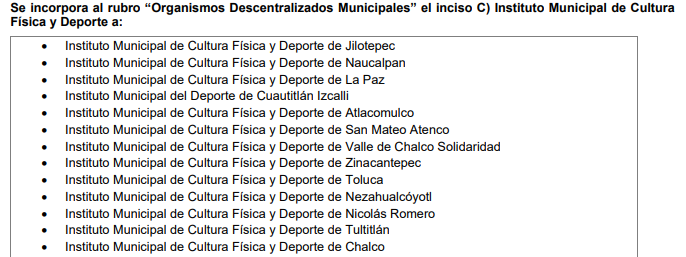 Se incorpora al rubro “Organismos Descentralizados Municipales” el inciso C) Instituto Municipal de Cultura
Física y Deporte a:
• Instituto Municipal de Cultura Física y Deporte de Jilotepec
• Instituto Municipal de Cultura Física y Deporte de Naucalpan
• Instituto Municipal de Cultura Física y Deporte de La Paz
• Instituto Municipal del Deporte de Cuautitlán Izcalli
• Instituto Municipal de Cultura Física y Deporte de Atlacomulco
• Instituto Municipal de Cultura Física y Deporte de San Mateo Atenco
• Instituto Municipal de Cultura Física y Deporte de Valle de Chalco Solidaridad
• Instituto Municipal de Cultura Física y Deporte de Zinacantepec
• Instituto Municipal de Cultura Física y Deporte de Toluca
• Instituto Municipal de Cultura Física y Deporte de Nezahualcóyotl
• Instituto Municipal de Cultura Física y Deporte de Nicolás Romero
• Instituto Municipal de Cultura Física y Deporte de Tultitlán
• Instituto Municipal de Cultura Física y Deporte de Chalco